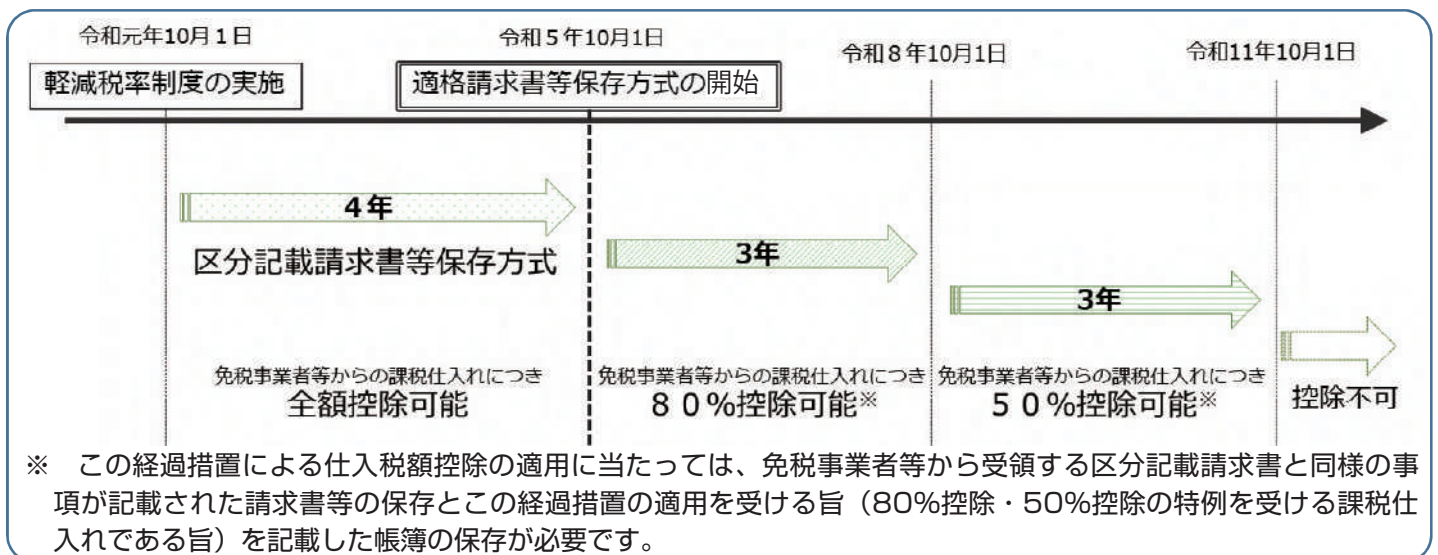 令和元年10月1日
令和5年10月1日
令和8年10月1日
令和11年10月1日
軽減税率制度の実施
適格請求書等保存方式の開始
4年
区分記載請求書等保存方式
3年
3年
免税事業者等からの課税仕入れにつき
全額控除可能
免税事業者等からの課税仕入れにつき
80%控除可能※
免税事業者等からの課税仕入れにつき
50%控除可能※
控除不可
※ この経過措置による仕入税額控除の適用に当たっては、免税事業者等から受領する区分記載請求書と同様の事
項が記載された請求書等の保存とこの経過措置の適用を受ける旨(80%控除・50%控除の特例を受ける課税仕
入れである旨)を記載した帳簿の保存が必要です。